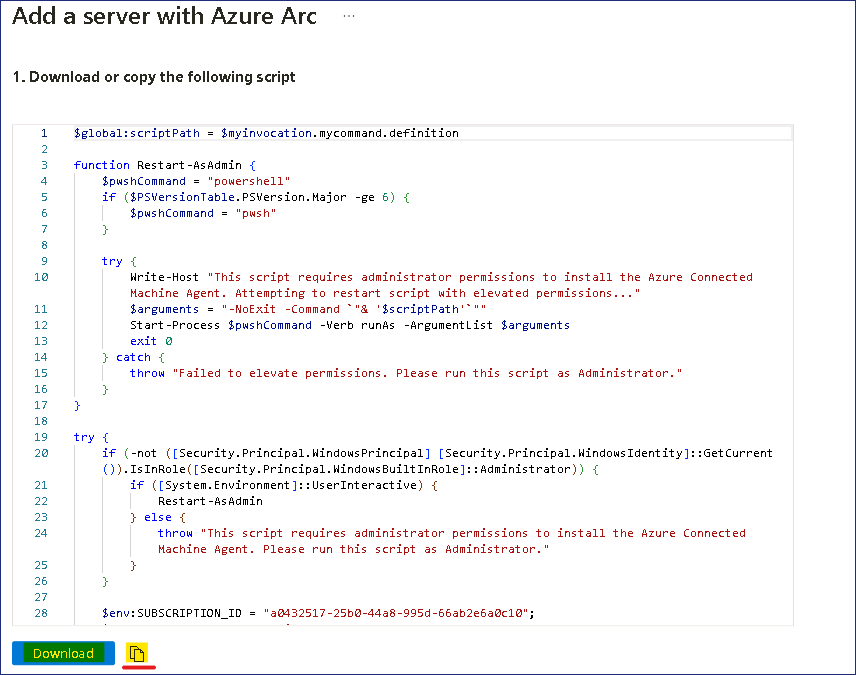 Add a server with Azure Arc ...
1. Download or copy the following script
1 $global:scriptPath = $myinvocation.mycommand.definition
2
3 function Restart-AsAdmin {
4 $pwshCommand = "powershell"
5 if ($PSVersionTable.PSVersion.Major -ge 6) {
6 $pwshCommand = "pwsh"
7 }
8
9 try {
10 Write-Host "This script requires administrator permissions to install the Azure Connected
Machine Agent. Attempting to restart script with elevated permissions..."
11 $arguments = "-NoExit -Command `"& '$scriptPath'`""
12 Start-Process $pwshCommand -Verb runAs -ArgumentList $arguments
13 exit 0
14 } catch {
15 throw "Failed to elevate permissions. Please run this script as Administrator."
16 }
17 }
18
19 try {
20 if (-not ([Security.Principal.WindowsPrincipal] [Security.Principal.WindowsIdentity]::GetCurrent
()).IsInRole([Security.Principal.WindowsBuiltInRole]::Administrator)) {
21 if ([System.Environment]::UserInteractive) {
22 Restart-AsAdmin
23 } else {
24 throw "This script requires administrator permissions to install the Azure Connected
Machine Agent. Please run this script as Administrator."
25 }
26 }
27
28 $env:SUBSCRIPTION_ID = "a0432517-25b0-44a8-995d-66ab2e6a0c10";
Download